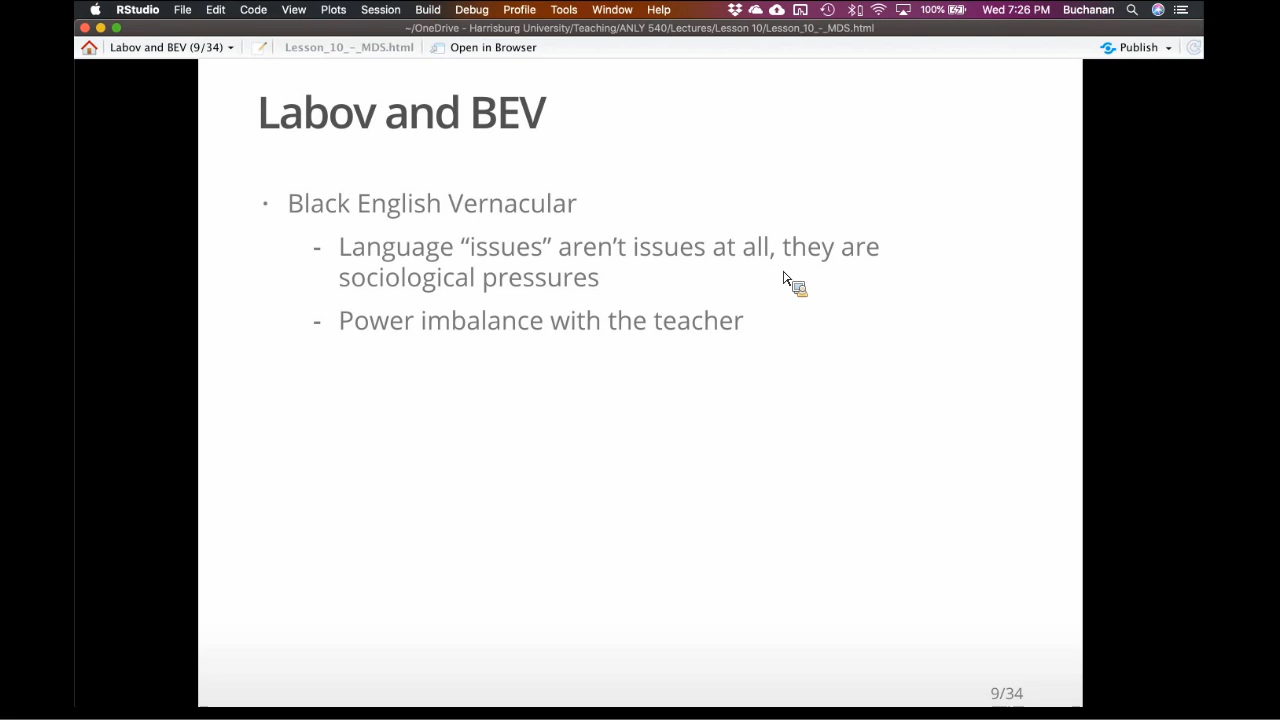 RStudio File Edit Code View Plots Session Build Debug Profile Tools Window Help 100% Wed 7:26 PM Buchanan
~/OneDrive - Harrisburg University/Teaching/ANLY 540/Lectures/Lesson 10/Lesson_10_-_MDS.html
Labov and BEV (9/34) Lesson_10_-_MDS.html Open in Browser Publish
Labov and BEV
· Black English Vernacular
- Language “issues” aren’t issues at all, they are
sociological pressures
- Power imbalance with the teacher
9/34